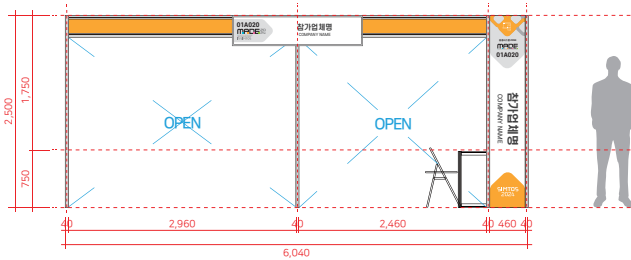 01A020
MADE
참가업체명
COMPANY NAME
MADE
01A020
참가업체명
COMPANY NAME
SIMTOS
2024
OPEN
OPEN
2,500
1,750
750
40
2,960
40
2,460
40
460
40
6,040